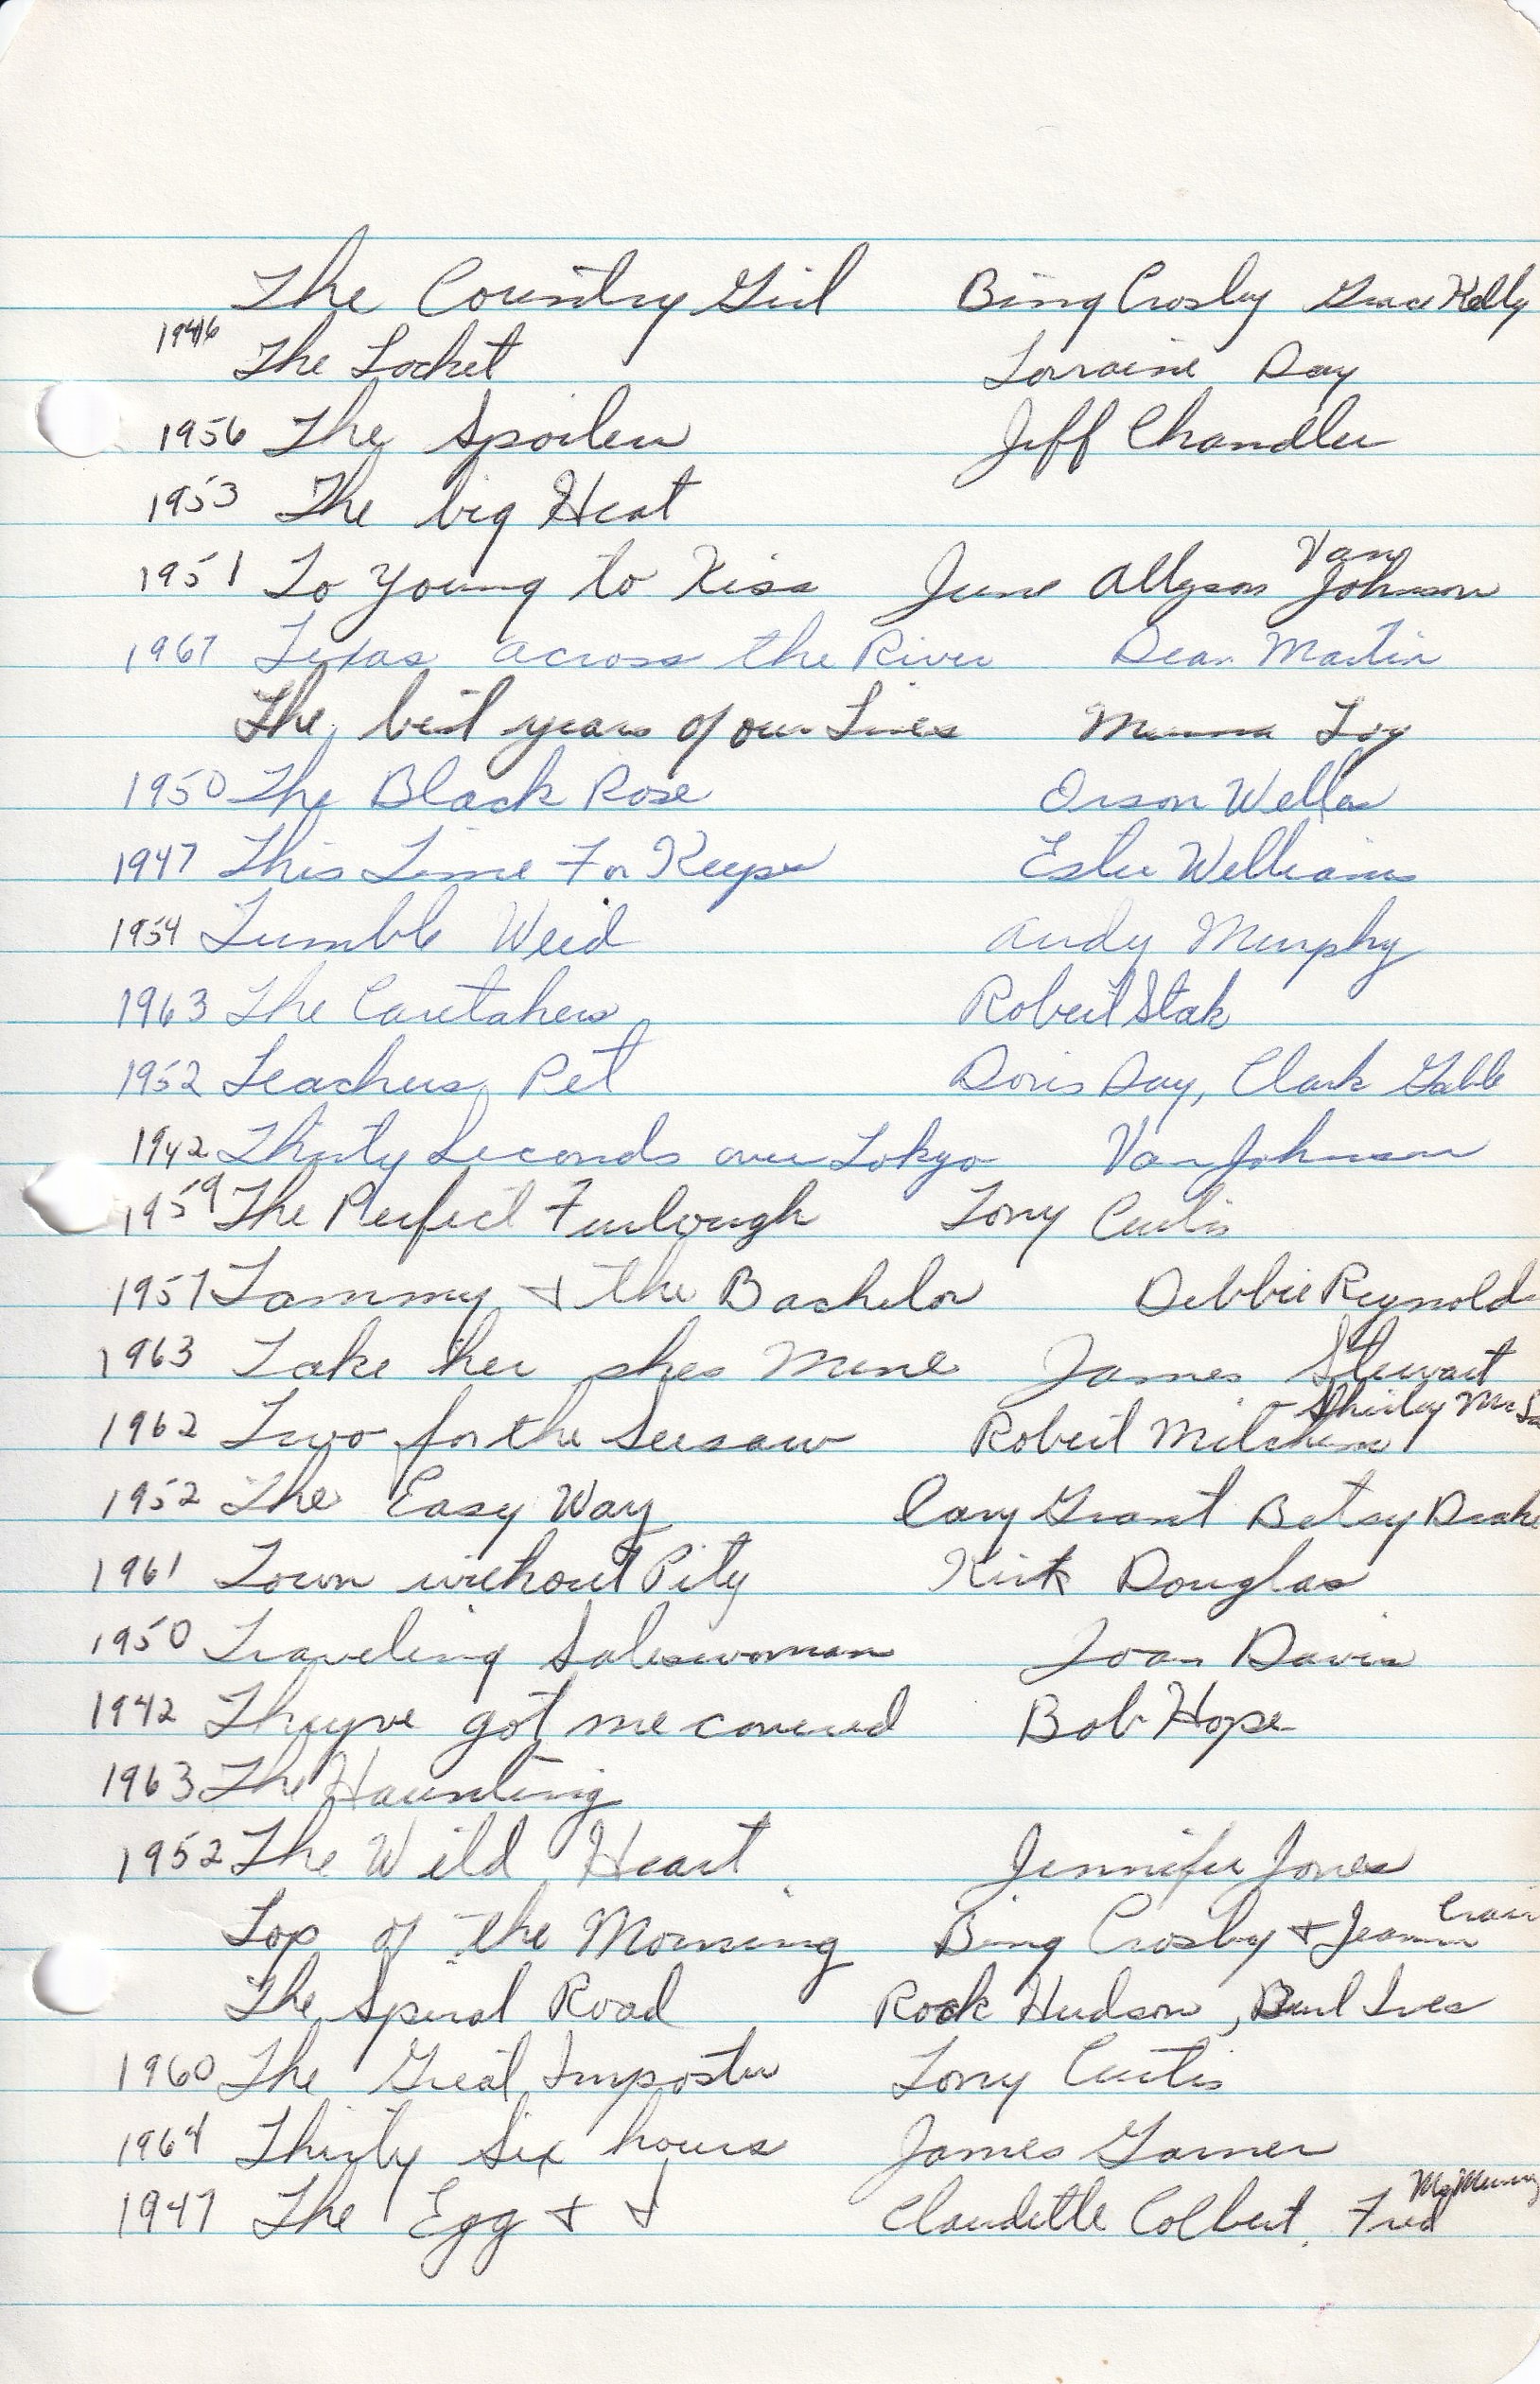 The Country Girl Bing Crosby Grace Kelly
1946 The Locket Lorraine Day
1956 The Spoilers Jeff Chandler
1953 The big Heat
1951 To Young to Kiss June Allyson Van Johnson
1967 Texas across the River Dean Martin
The best years of our Lives Loy
1950 The Black Rose Orson Welles
1947 This Time For Keeps Ester Williams
1954 Tumble Weed Audy Murphy
1963 The Caretakers Robert Stak
1952 Teachers Pet Doris Day, Clark Gable
1942 Thirty Seconds over Tokyo Van Johnson
1959 The Perfect Furlough Tony Curtis
1957 Tammy + the Bachelor Debbie Reynolds
1963 Take her shes Mine James Stewart
1962 Two for the Seesaw Robert Mitchum Shirley
1952 The Easy Way Cary Grant Betsy Drake
1961 Town without Pity Kirk Douglas
1950 Traveling Saleswoman Joan Davis
1942 Theyve got me covered Bob Hope
1963 The Haunting
1952 The Wild Heart Jennifer Jones
Top of the Morning Bing Crosby +
The Spiral Road Rock Hudson, Burl Ives
1960 The Great Imposter Tony Curtis
1964 Thirty Six hours James Garner
1947 The Egg + I Claudette Colbert, Fred